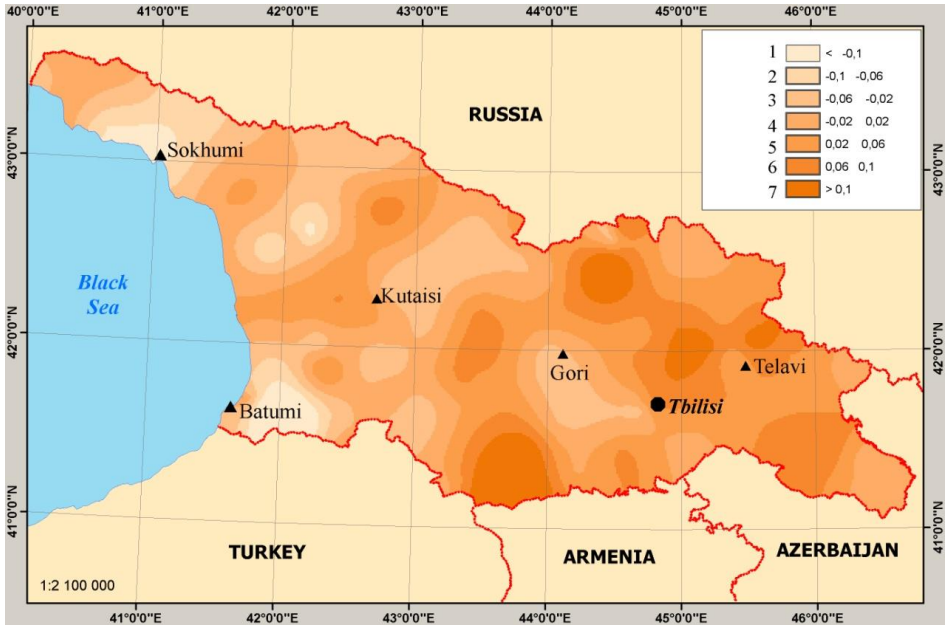 40°0'0"E 41°0'0"E 42°0'0"E 43°0'0"E 44°0'0"E 45°0'0"E 46°0'0"E
1 < -0,1
2 -0,1 -0,06
3 -0,06 -0,02
4 -0,02 0,02
5 0,02 0,06
6 0,06 0,1
7 > 0,1
RUSSIA
43°0'0"N
Sokhumi
43°0'0"N
Black
Sea
Kutaisi
42°0'0"N
Gori
Telavi
42°0'0"N
Batumi
Tbilisi
41°0'0"N
41°0'0"N
TURKEY
ARMENIA
AZERBAIJAN
1:2 100 000
41°0'0"E 42°0'0"E 43°0'0"E 44°0'0"E 45°0'0"E 46°0'0"E